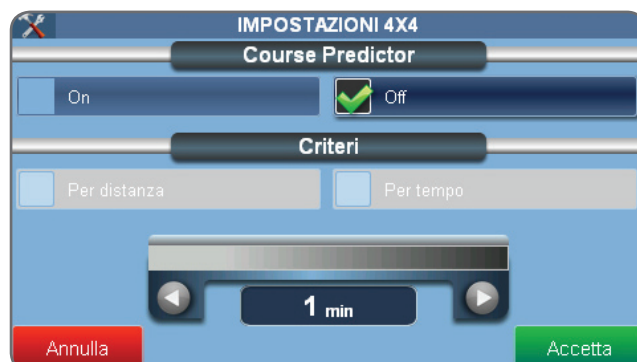 IMPOSTAZIONI 4X4
Course Predictor
On Off
Criteri
Per distanza Per tempo
1 min
Annulla Accetta